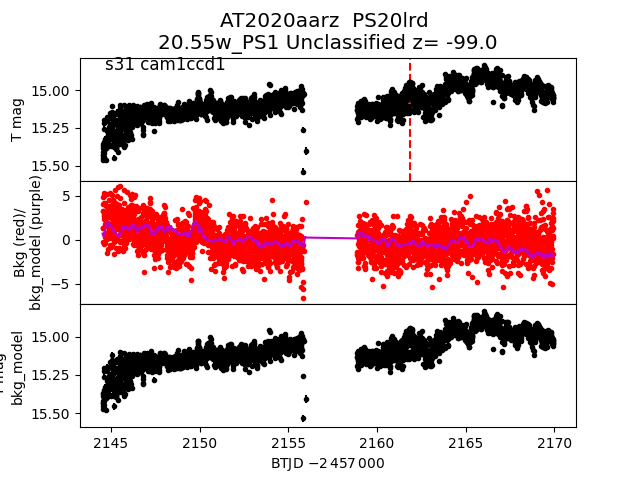 AT2020aarz  PS20lrd
20.55w_PS1 Unclassified z= -99.0
s31 cam1ccd1
T mag
15.00
15.25
15.50
Bkg (red)/
bkg_model (purple)
5
0
−5
mag
bkg_model
15.00
15.25
15.50
2145
2150
2155
2160
2165
2170
BTJD −2 457 000